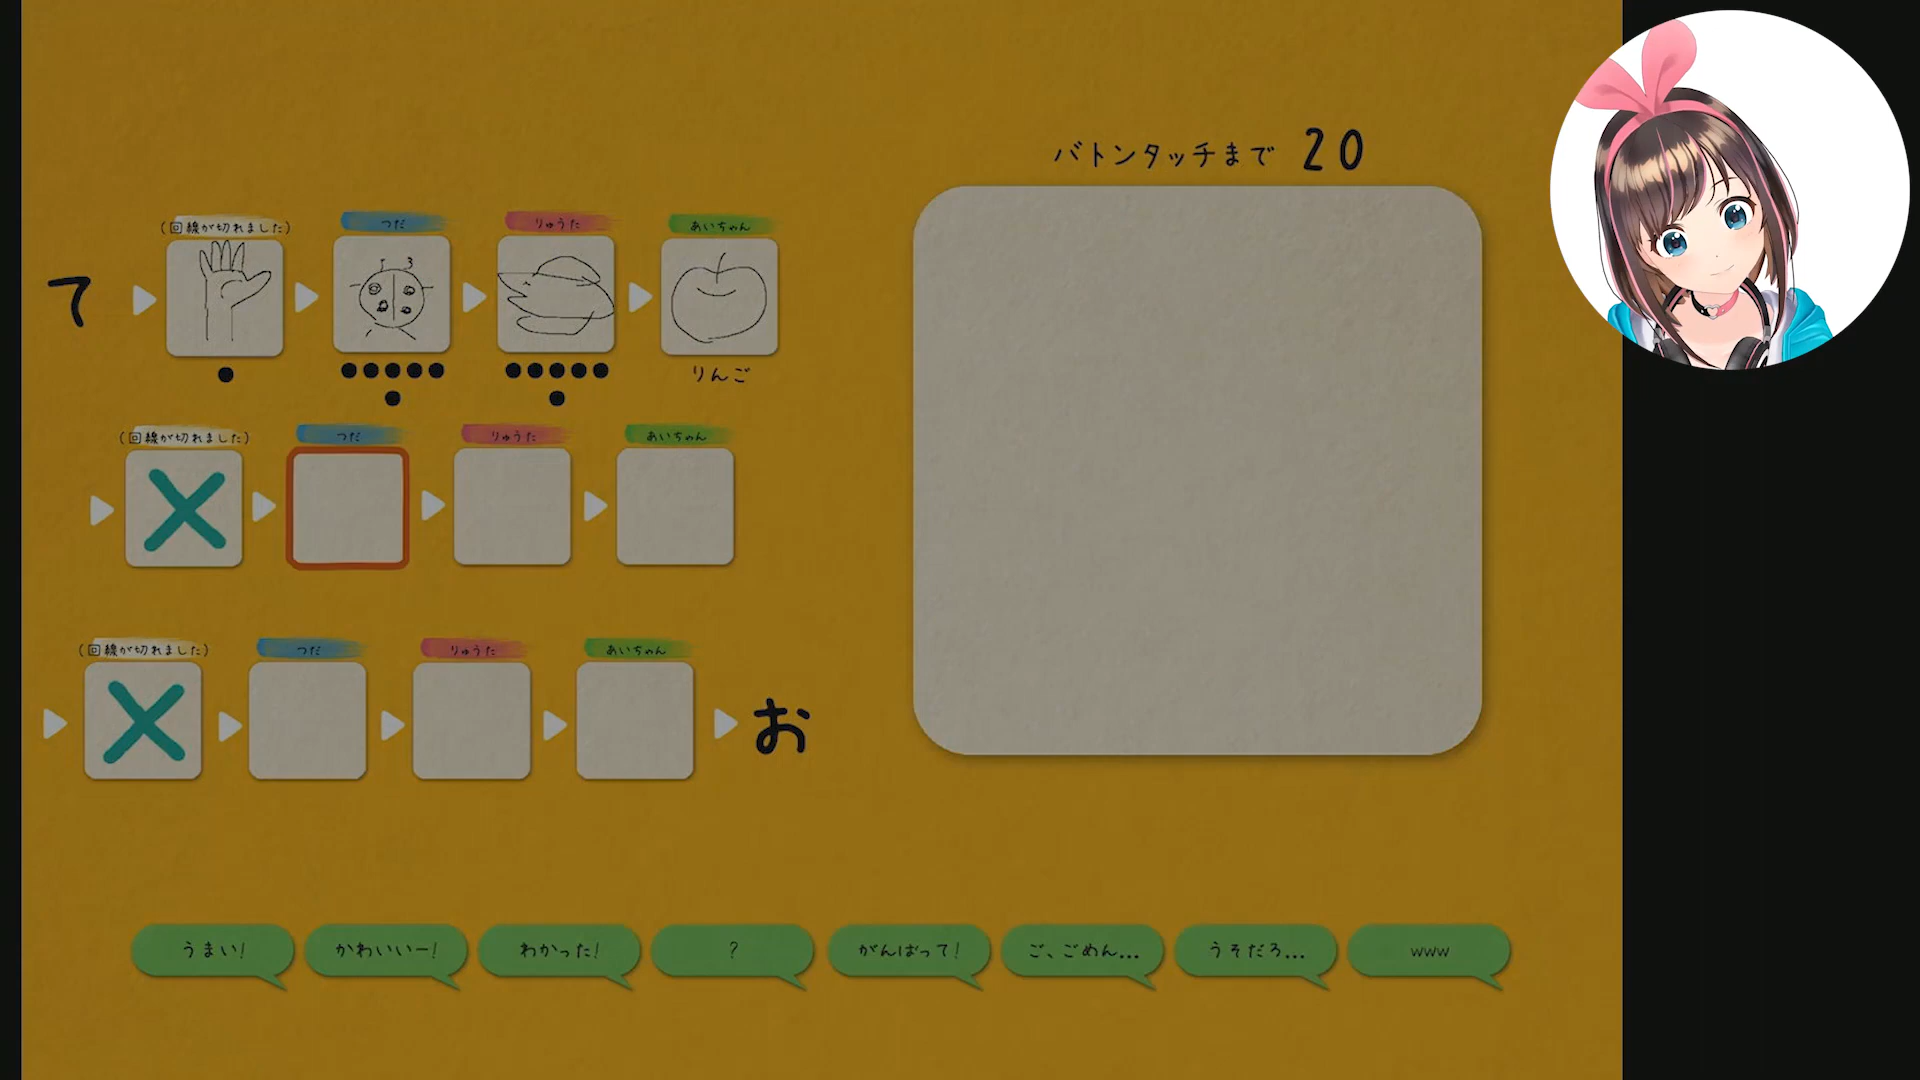 バトンタッチまで 20
(回線が切れました) つだ りゅうた あいちゃん
て
りんご
(回線が切れました) つだ りゅうた あいちゃん
(回線が切れました) つだ りゅうた あいちゃん
お
うまい! かわいいー! わかった! ? がんばって! ご、ごめん... うそだろ... www